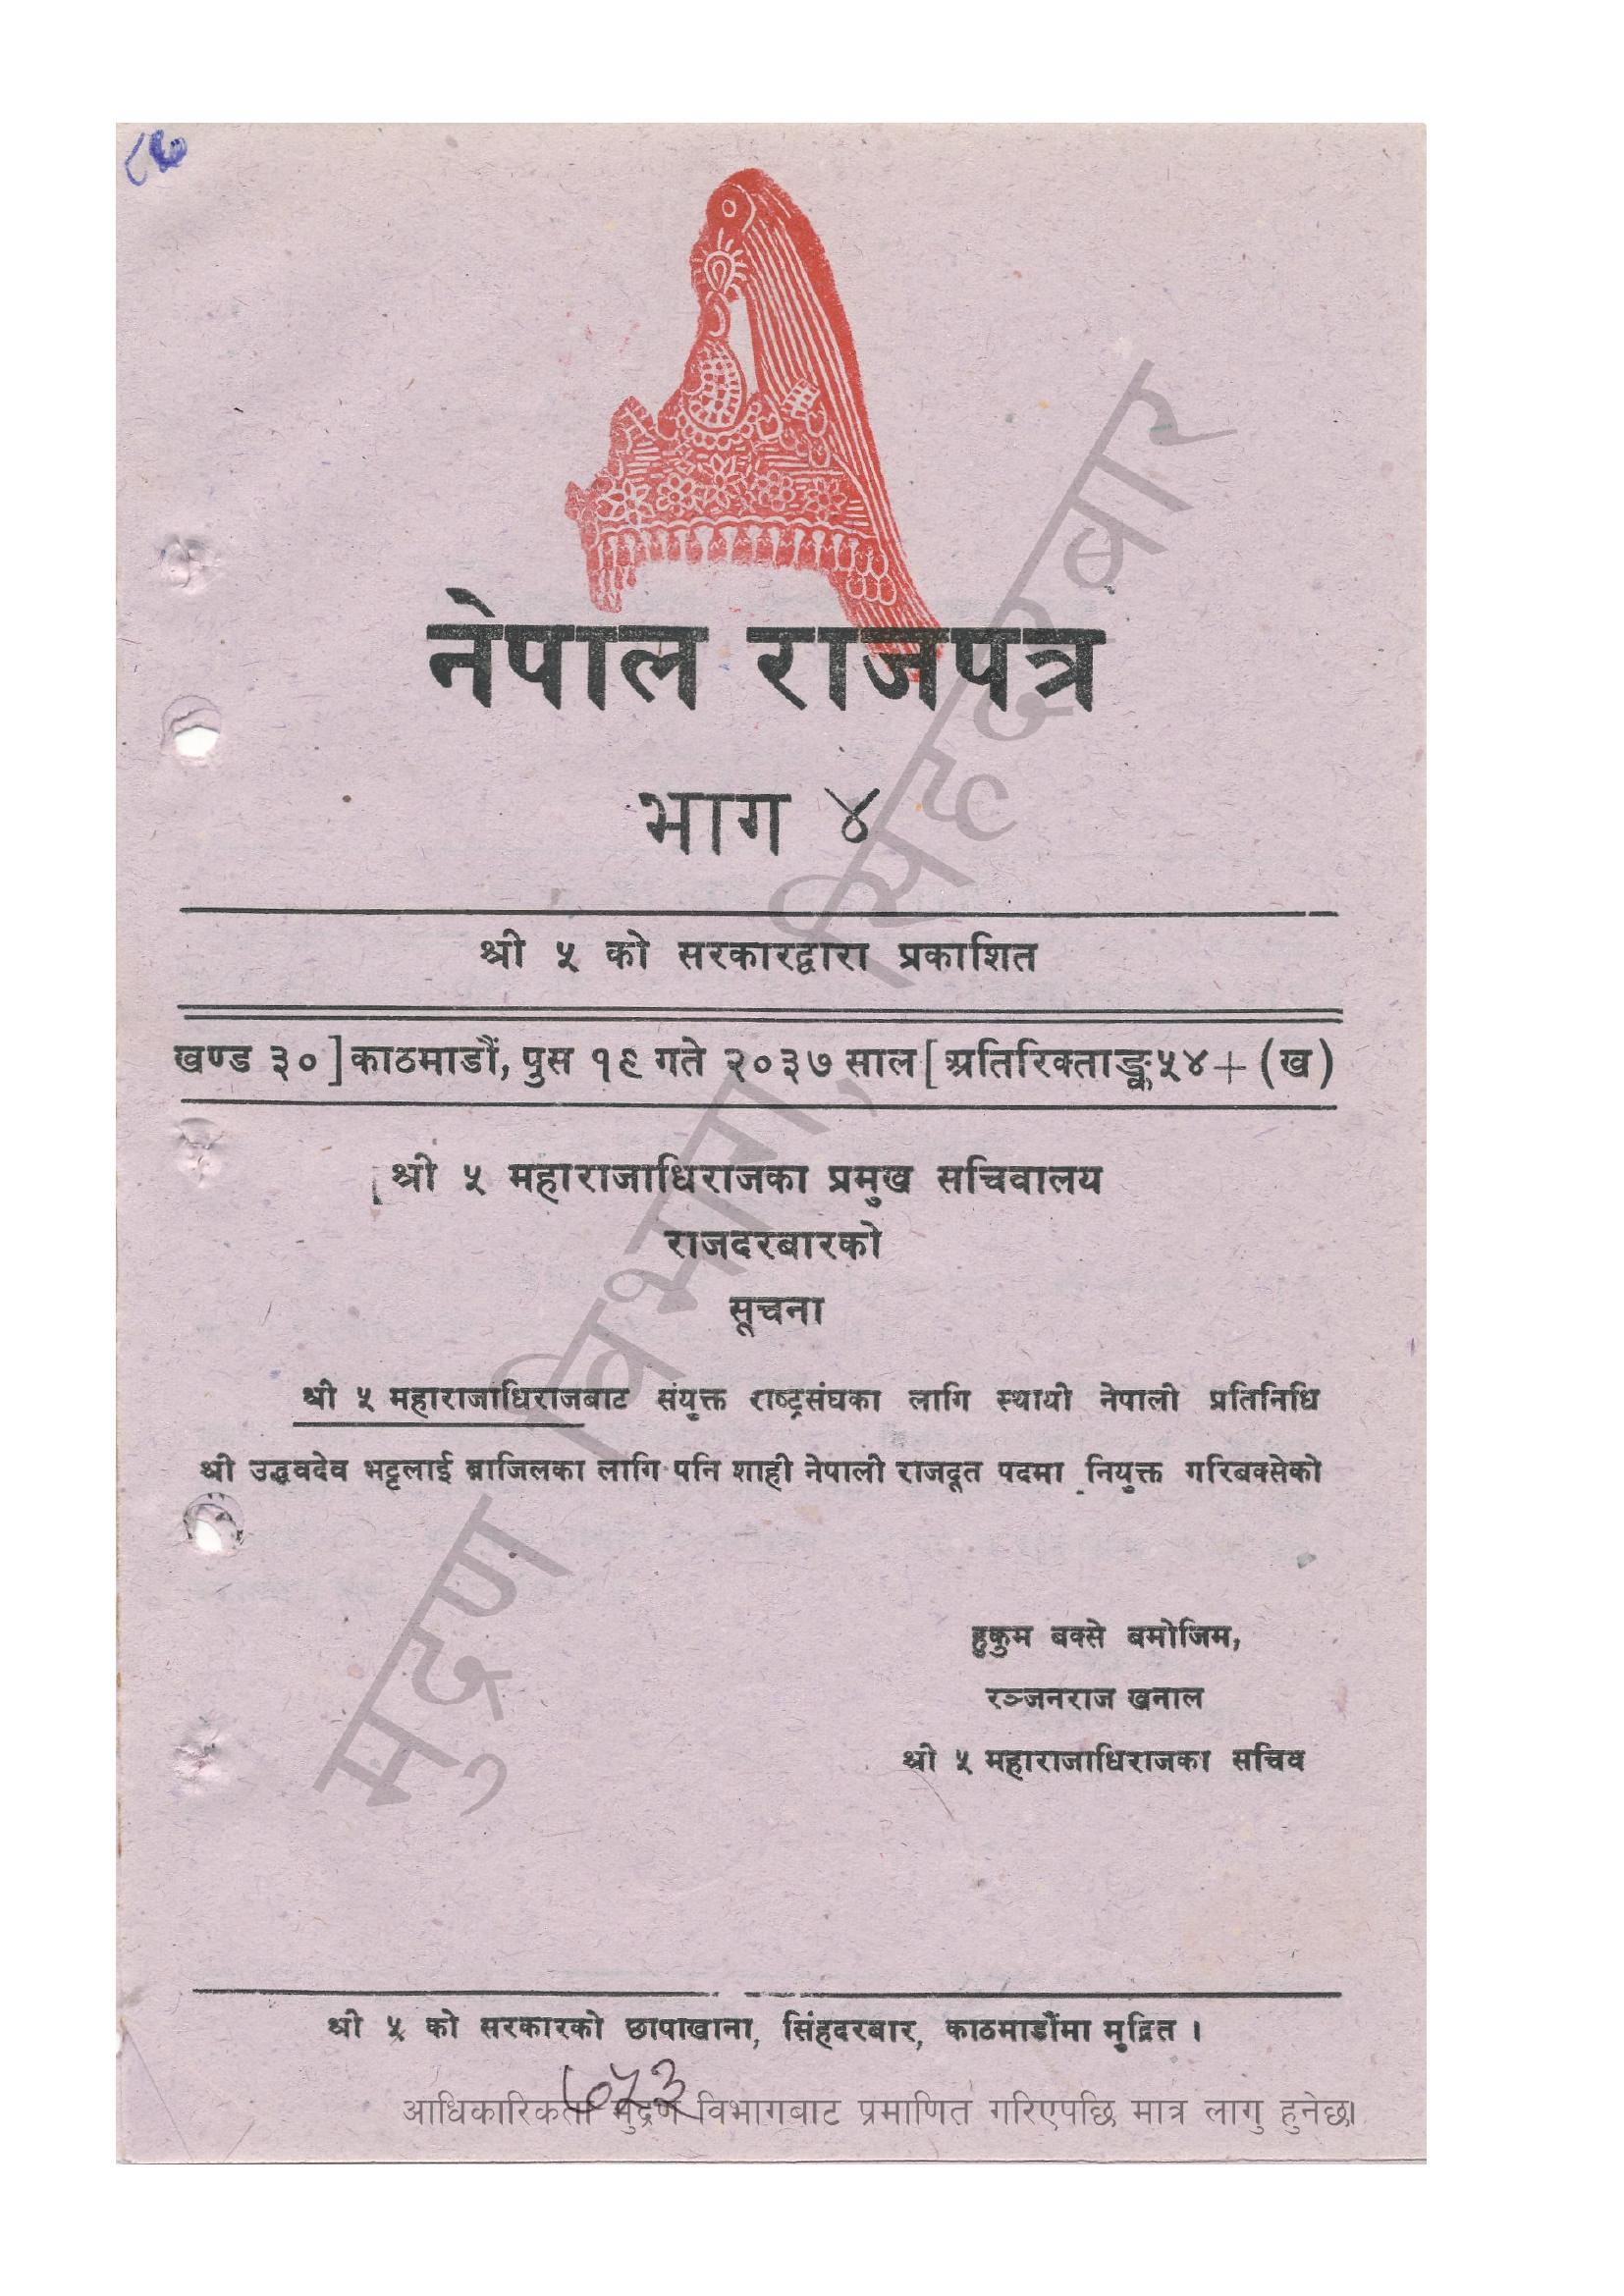 नेपाल राजपत्र
भाग ४
श्री ५ को सरकारद्वारा प्रकाशित
खण्ड ३०] काठमाडौं, पुस १९ गते २०३७ साल [अतिरिक्ताङ्क ५४+(ख)
श्री ५ महाराजाधिराजका प्रमुख सचिवालय
राजदरबारको
सूचना
श्री ५ महाराजाधिराजबाट संयुक्त राष्ट्रसंघका लागि स्थायी नेपाली प्रतिनिधि
श्री उद्धवदेव भट्टलाई ब्राजिलका लागि पनि शाही नेपाली राजदूत पदमा नियुक्त गरिबक्सेको
हुकुम बक्से बमोजिम,
रञ्जनराज खनाल
श्री ५ महाराजाधिराजका सचिव
श्री ५ को सरकारको छापाखाना, सिंहदरबार, काठमाडौंमा मुद्रित ।
७५३
आधिकारिकता मुद्रण विभागबाट प्रमाणित गरिएपछि मात्र लागु हुनेछ।
मुद्रण विभाग, सिंहदरबार